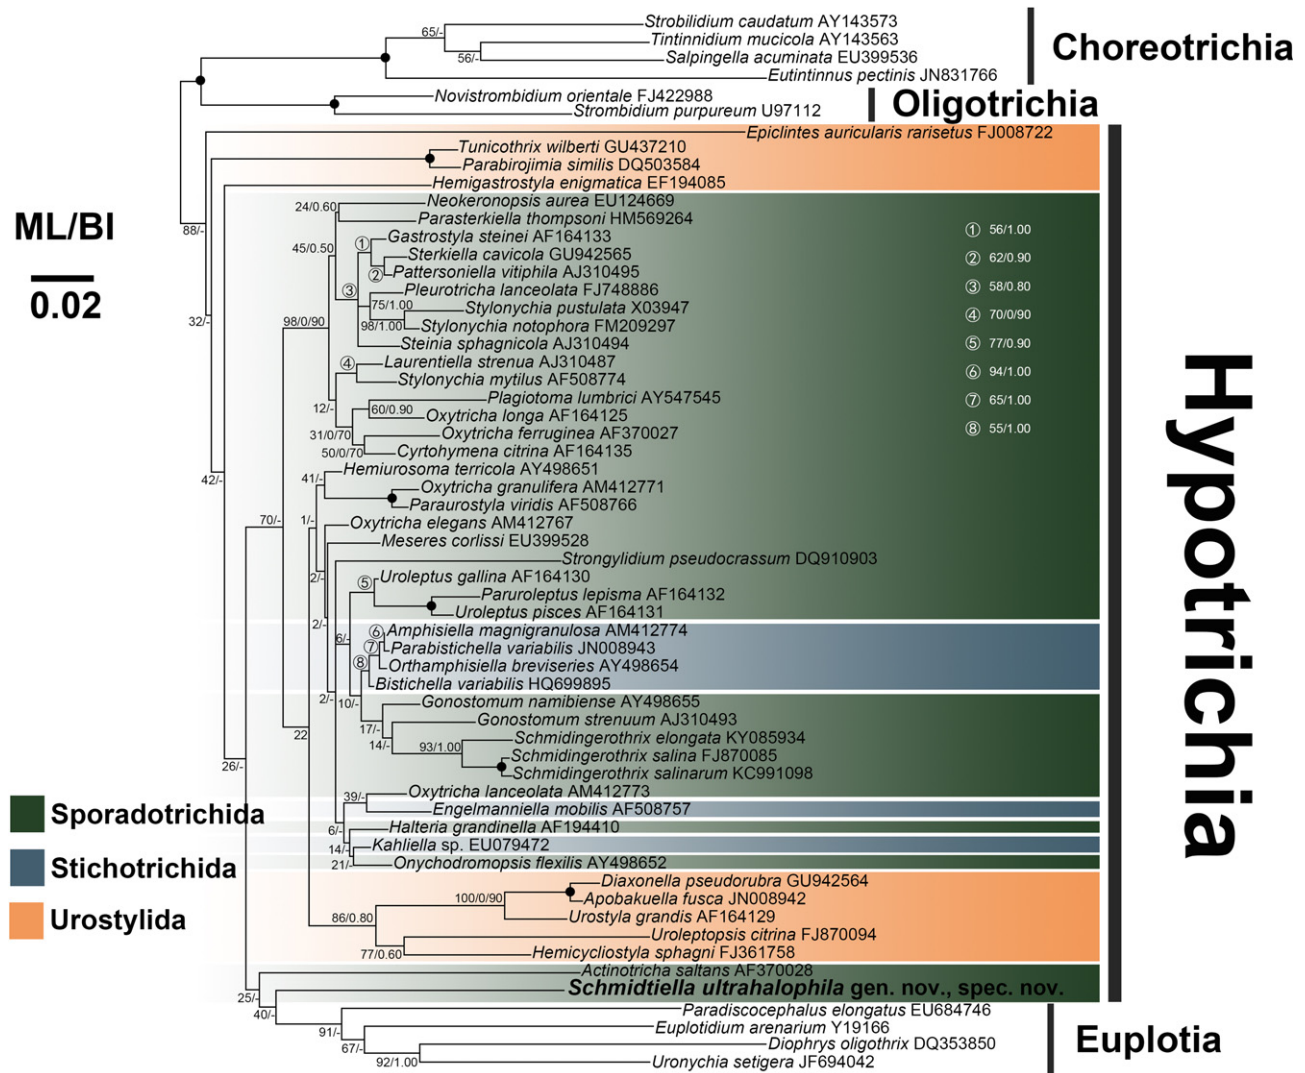 65/-
Strobilidium caudatum AY143573
Tintinnidium mucicola AY143563
56/-
Salpingella acuminata EU399536
Eutintinnus pectinis JN831766
Choreotrichia
Novistrombidium orientale FJ422988
Strombidium purpureum U97112
Oligotrichia
Epiclintes auricularis rarisetus FJ008722
Tunicothrix wilberti GU437210
Parabirojimia similis DQ503584
Hemigastrostyla enigmatica EF194085
ML/BI
0.02
88/-
32/-
42/-
26/-
24/0.60
Neokeronopsis aurea EU124669
Parasterkiella thompsoni HM569264
45/0.50
① Gastrostyla steinei AF164133
Sterkiella cavicola GU942565
② Pattersoniella vitiphila AJ310495
③ Pleurotricha lanceolata FJ748886
75/1.00
Stylonychia pustulata X03947
98/1.00
Stylonychia notophora FM209297
98/0/90
Steinia sphagnicola AJ310494
④ Laurentiella strenua AJ310487
Stylonychia mytilus AF508774
12/-
Plagiotoma lumbrici AY547545
60/0.90
Oxytricha longa AF164125
31/0/70
Oxytricha ferruginea AF370027
50/0/70
Cyrtohymena citrina AF164135
① 56/1.00
② 62/0.90
③ 58/0.80
④ 70/0/90
⑤ 77/0.90
⑥ 94/1.00
⑦ 65/1.00
⑧ 55/1.00
Hypotrichia
Hemiurosoma terricola AY498651
41/-
Oxytricha granulifera AM412771
Paraurostyla viridis AF508766
70/-
1/-
Oxytricha elegans AM412767
Meseres corlissi EU399528
Strongylidium pseudocrassum DQ910903
2/-
⑤ Uroleptus gallina AF164130
Paruroleptus lepisma AF164132
Uroleptus pisces AF164131
2/-
6/-
⑥ Amphisiella magnigranulosa AM412774
⑦ Parabistichella variabilis JN008943
⑧ Orthamphisiella breviseries AY498654
Bistichella variabilis HQ699895
2/-
10/-
Gonostomum namibiense AY498655
17/-
Gonostomum strenuum AJ310493
14/-
Schmidingerothrix elongata KY085934
93/1.00
Schmidingerothrix salina FJ870085
Schmidingerothrix salinarum KC991098
22
Oxytricha lanceolata AM412773
39/-
Engelmanniella mobilis AF508757
6/-
Halteria grandinella AF194410
14/-
Kahliella sp. EU079472
21/-
Onychodromopsis flexilis AY498652
Sporadotrichida
Stichotrichida
Urostylida
Diaxonella pseudorubra GU942564
100/0/90
Apobakuella fusca JN008942
Urostyla grandis AF164129
86/0.80
Uroleptopsis citrina FJ870094
77/0.60
Hemicycliostyla sphagni FJ361758
Actinotricha saltans AF370028
25/-
Schmidtiella ultrahalophila gen. nov., spec. nov.
40/-
Paradiscocephalus elongatus EU684746
91/-
Euplotidium arenarium Y19166
67/-
Diophrys oligothrix DQ353850
92/1.00
Uronychia setigera JF694042
Euplotia